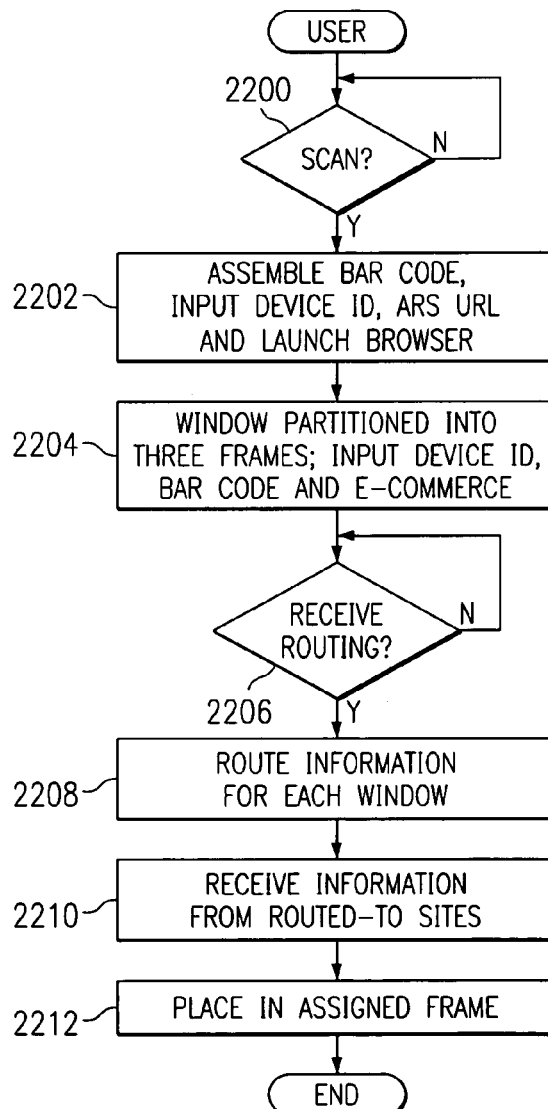 USER
2200
SCAN?
N
Y
2202
ASSEMBLE BAR CODE,
INPUT DEVICE ID, ARS URL
AND LAUNCH BROWSER
2204
WINDOW PARTITIONED INTO
THREE FRAMES; INPUT DEVICE ID,
BAR CODE AND E-COMMERCE
RECEIVE
ROUTING?
N
2206
Y
2208
ROUTE INFORMATION
FOR EACH WINDOW
2210
RECEIVE INFORMATION
FROM ROUTED-TO SITES
2212
PLACE IN ASSIGNED FRAME
END